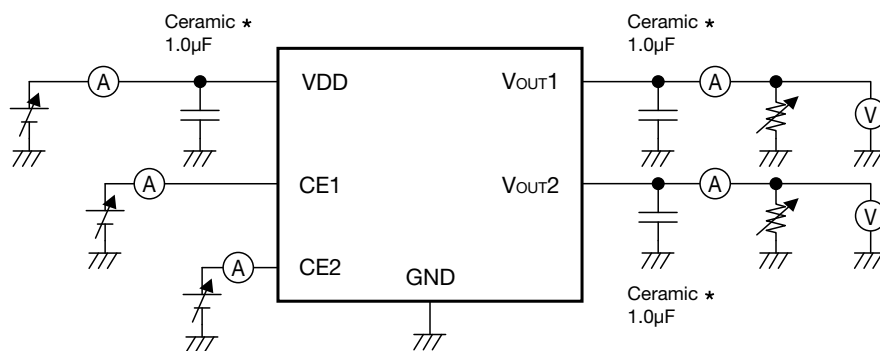 Ceramic *
1.0µF
Ceramic *
1.0µF
A
VDD
VOUT1
A
V
A
CE1
VOUT2
A
V
A
CE2
GND
Ceramic *
1.0µF